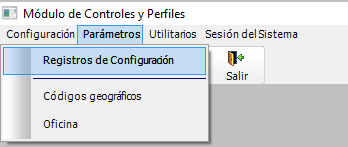 Módulo de Controles y Perfiles
Configuración Parámetros Utilitarios Sesión del Sistema
Registros de Configuración
Salir
Códigos geográficos
Oficina